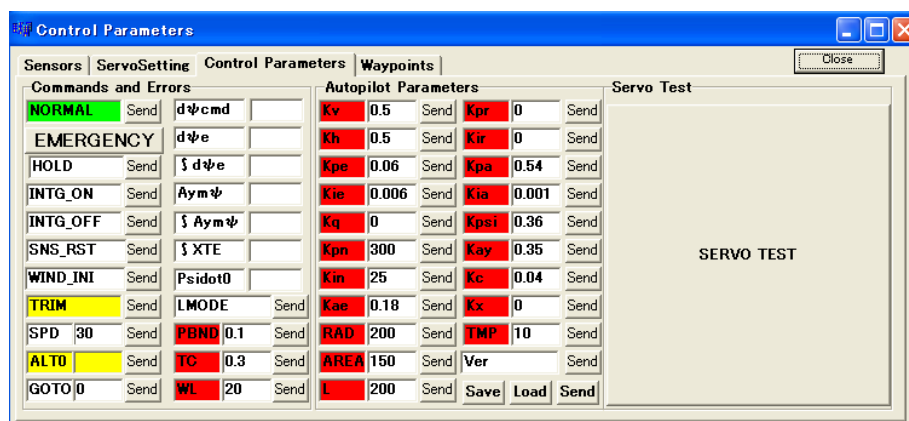 Control Parameters
Close
Sensors ServoSetting Control Parameters Waypoints
Commands and Errors Autopilot Parameters Servo Test
NORMAL Send dψcmd Kv 0.5 Send Kpr 0 Send
EMERGENCY dψe Kh 0.5 Send Kir 0 Send
HOLD Send ∫dψe Kpe 0.06 Send Kpa 0.54 Send
INTG_ON Send Aymψ Kie 0.006 Send Kia 0.001 Send
INTG_OFF Send ∫Aymψ Kq 0 Send Kpsi 0.36 Send
SNS_RST Send ∫XTE Kpn 300 Send Kay 0.35 Send SERVO TEST
WIND_INI Send Psidot0 Kin 25 Send Kc 0.04 Send
TRIM Send LMODE Send Kae 0.18 Send Kx 0 Send
SPD 30 Send PBND 0.1 Send RAD 200 Send TMP 10 Send
ALT0 Send TC 0.3 Send AREA 150 Send Ver Send
GOTO 0 Send WL 20 Send L 200 Send Save Load Send